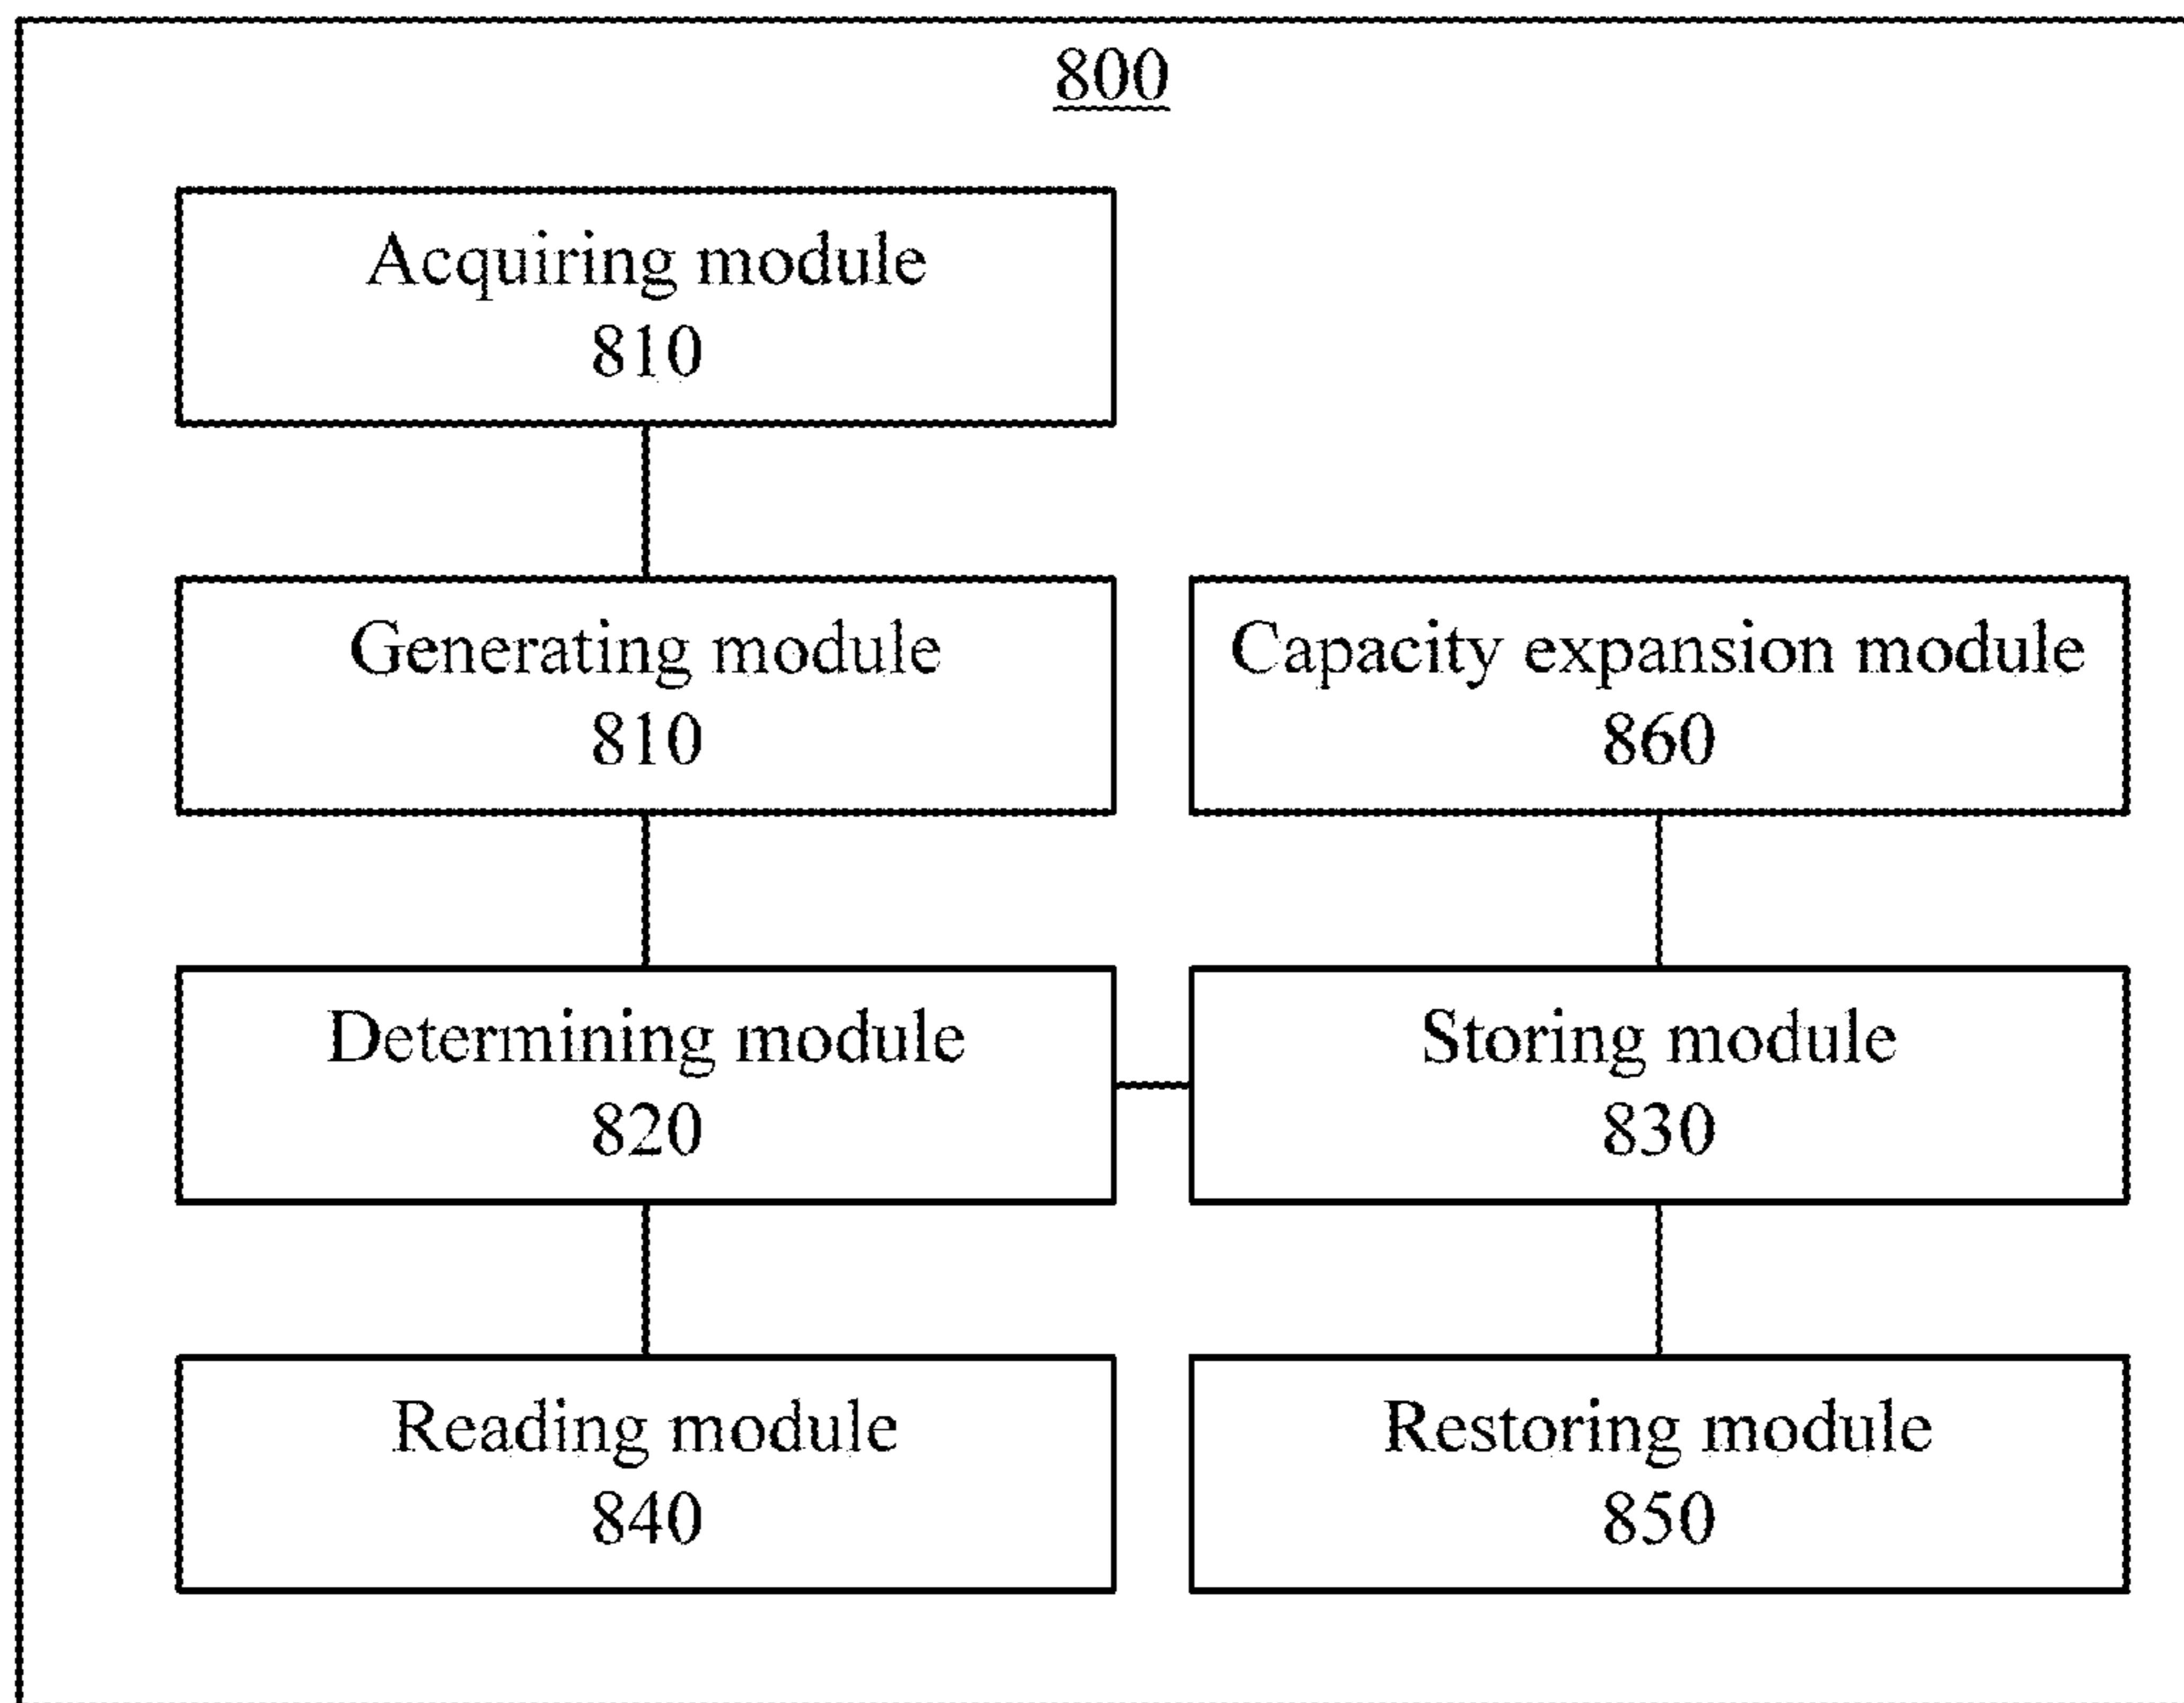 800
Acquiring module
810
Generating module
810
Capacity expansion module
860
Determining module
820
Storing module
830
Reading module
840
Restoring module
850